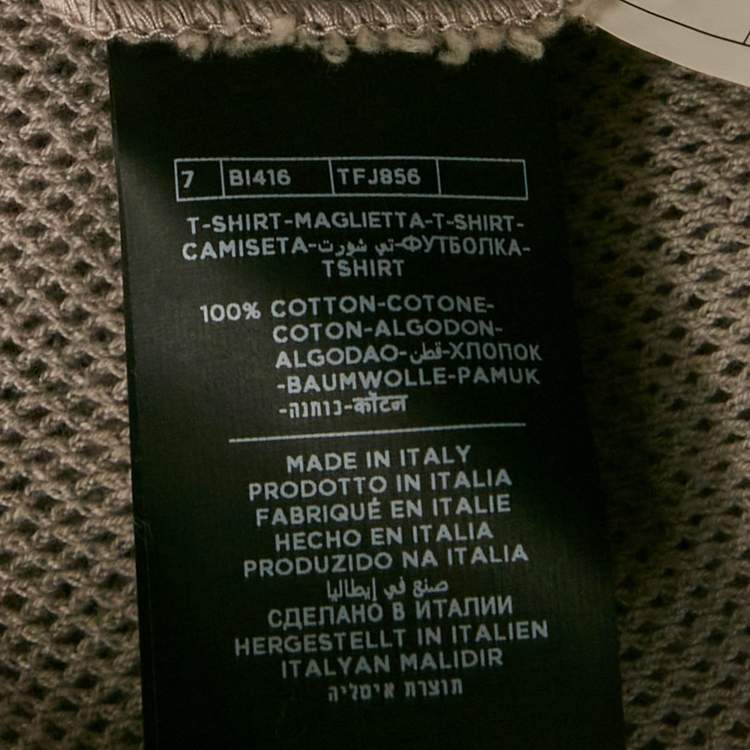 7 BI416 TFJ856
T-SHIRT-MAGLIETTA-T-SHIRT-
CAMISETA-تي شورت-ФУТБОЛКА-
TSHIRT
100% COTTON-COTONE-
COTON-ALGODON-
ALGODAO-قطن-ХЛОПОК
-BAUMWOLLE-PAMUK
-כותנה-कॉटन
MADE IN ITALY
PRODOTTO IN ITALIA
FABRIQUÉ EN ITALIE
HECHO EN ITALIA
PRODUZIDO NA ITALIA
صنع في إيطاليا
СДЕЛАНО В ИТАЛИИ
HERGESTELLT IN ITALIEN
ITALYAN MALIDIR
תוצרת איטליה